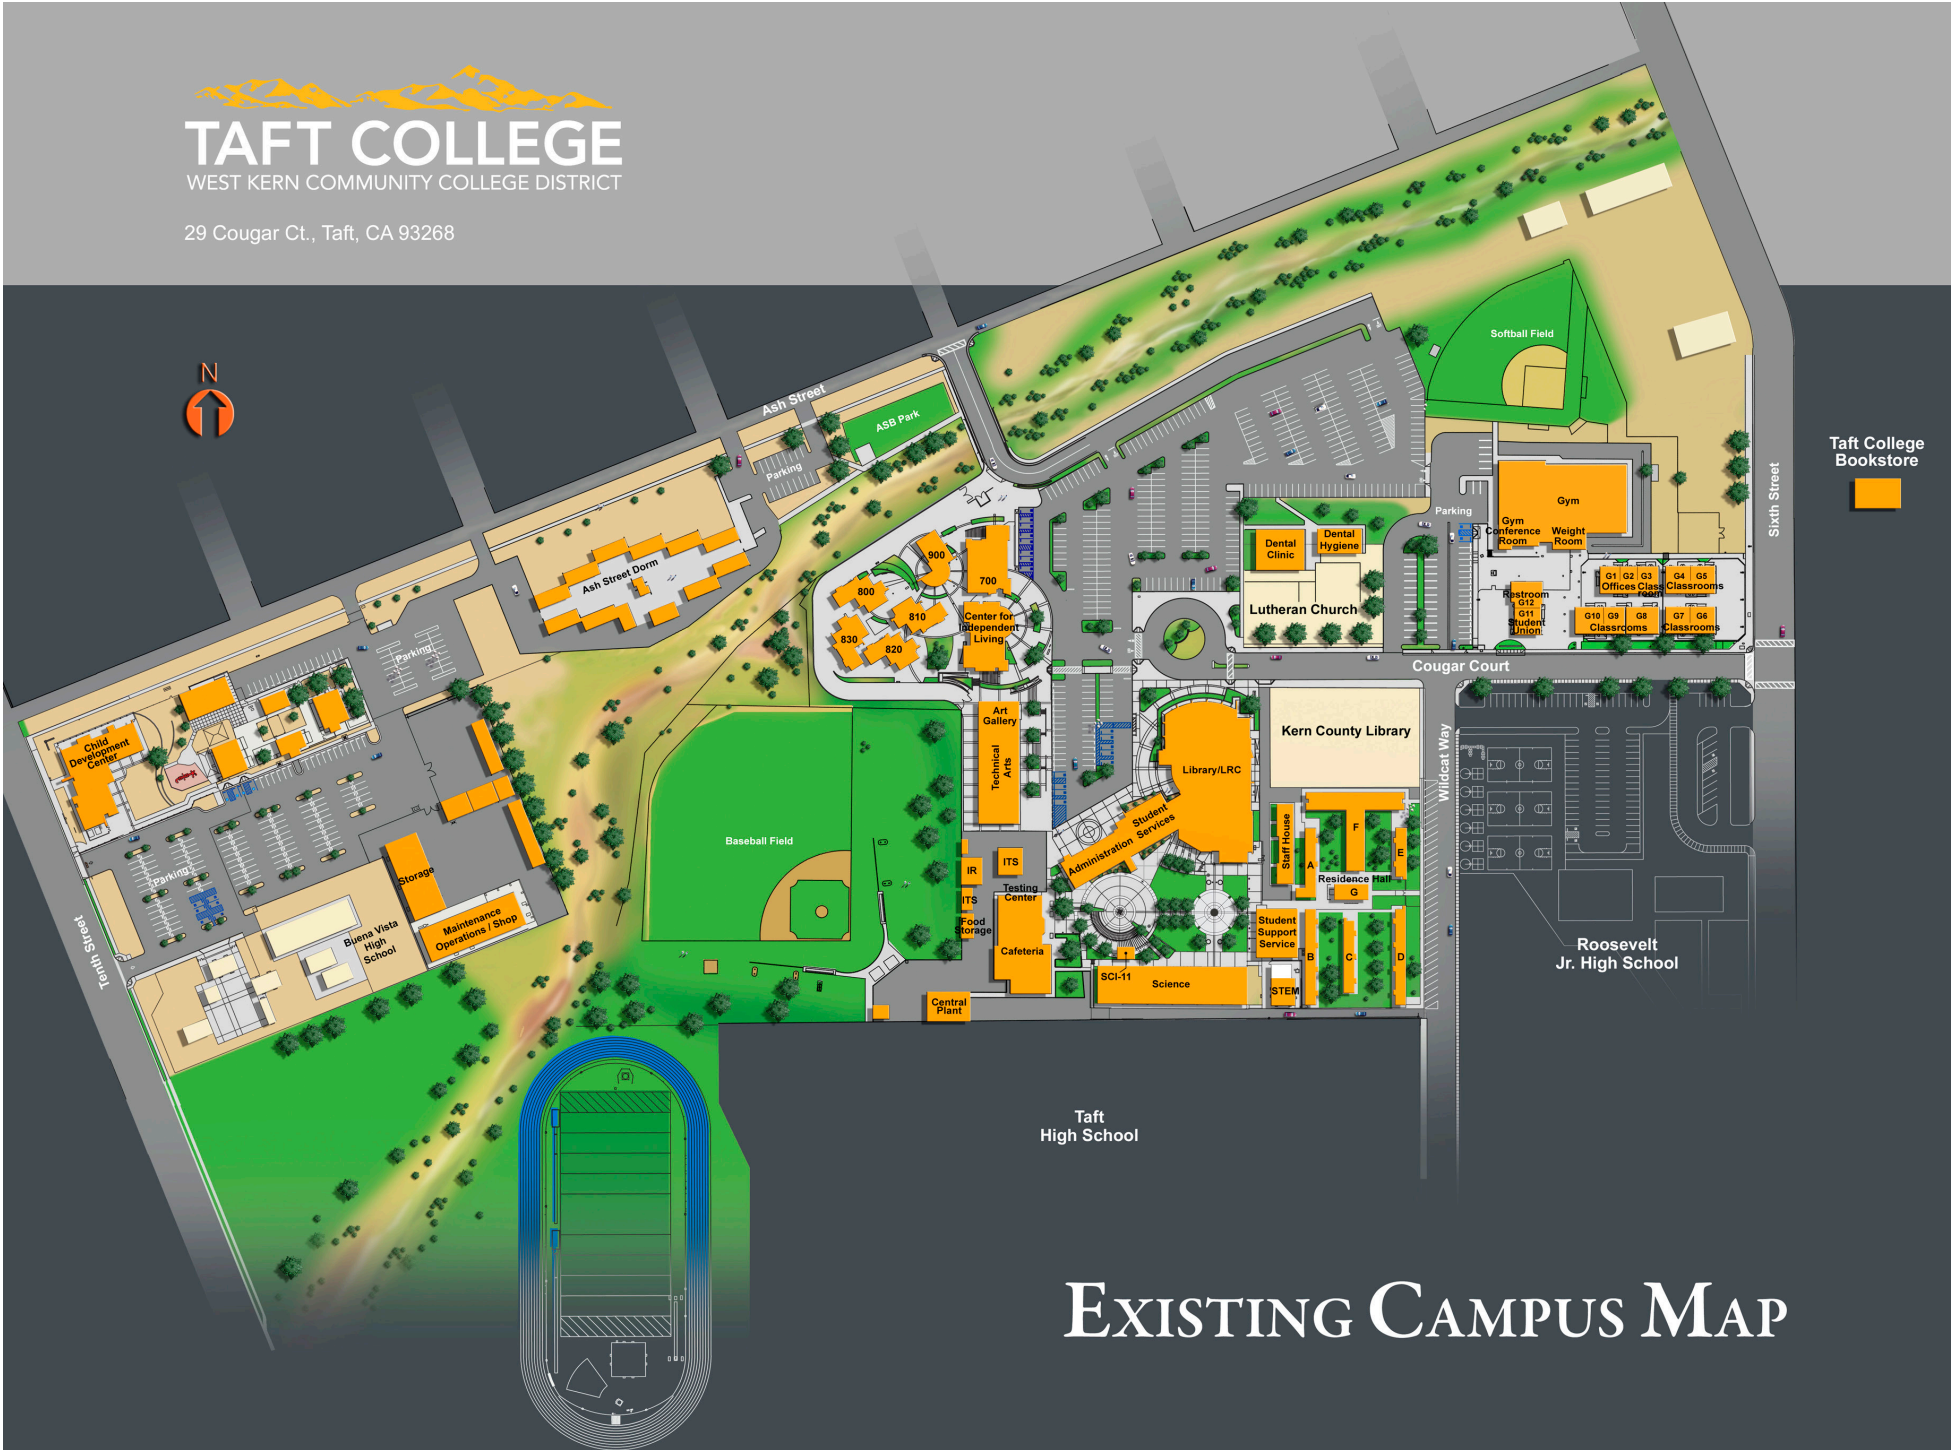 TAFT COLLEGE
WEST KERN COMMUNITY COLLEGE DISTRICT
29 Cougar Ct., Taft, CA 93268
N
Softball Field
Ash Street
ASB Park
Parking
Taft College
Bookstore
Sixth Street
Gym
Parking
Gym
Conference
Room
Weight
Room
Dental
Clinic
Dental
Hygiene
900
700
800
810
830
820
Center for
Independent
Living
Ash Street Dorm
G1 G2 G3 G4 G5
Offices Class
room
Classrooms
Restroom
G12
G11
Student
Union
G10 G9 G8 G7 G6
Classrooms
Classrooms
Lutheran Church
Parking
Cougar Court
Child
Development
Center
Art
Gallery
Technical
Arts
Kern County Library
Wildcat Way
Library/LRC
Student
Services
Administration
Baseball Field
Staff House
F
A
E
Residence Hall
G
IR
ITS
Testing
Center
ITS
Food
Storage
Cafeteria
Storage
Parking
Maintenance
Operations / Shop
Buena Vista
High
School
Tenth Street
Student
Support
Service
B
C
D
STEM
SCI-11
Science
Central
Plant
Roosevelt
Jr. High School
Taft
High School
EXISTING CAMPUS MAP